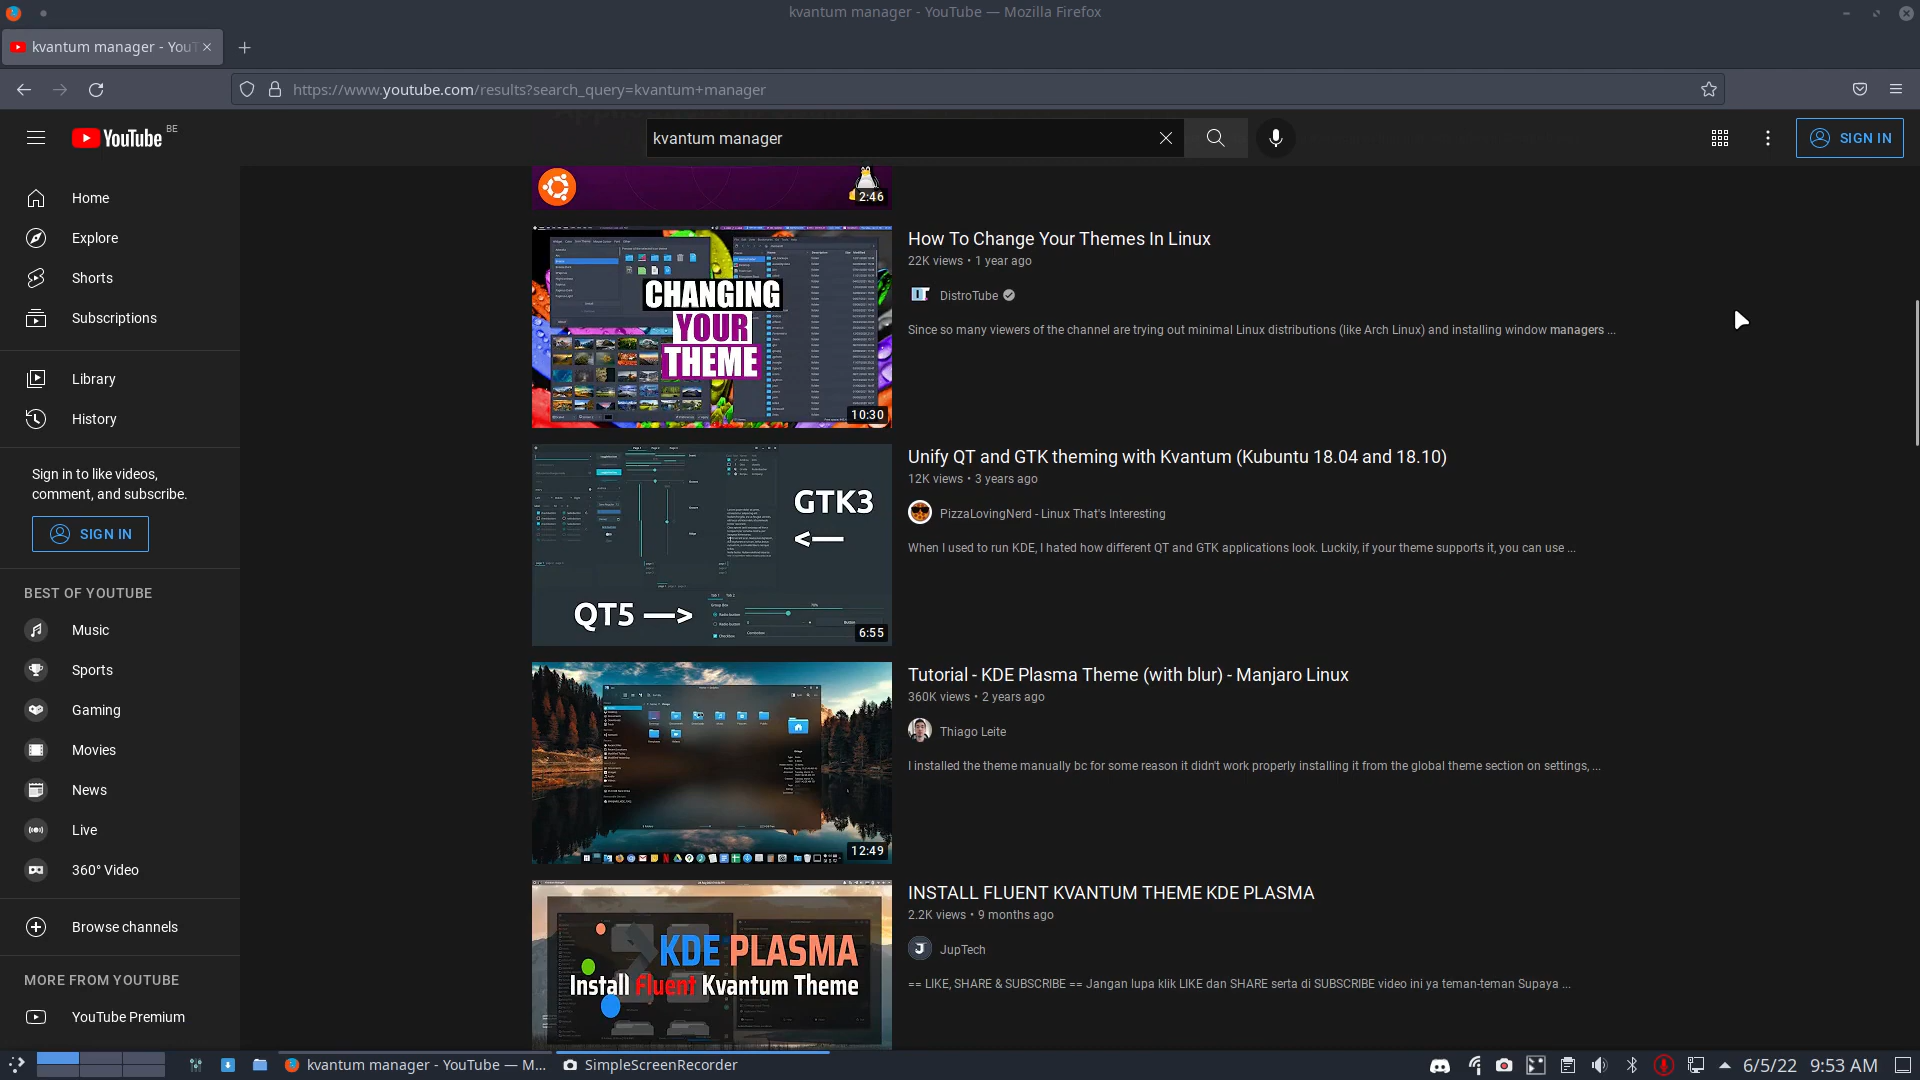 kvantum manager - YouTube — Mozilla Firefox
kvantum manager - YouT
https://www.youtube.com/results?search_query=kvantum+manager
YouTube BE
kvantum manager
SIGN IN
Home
Explore
Shorts
Subscriptions
Library
History
Sign in to like videos,
comment, and subscribe.
SIGN IN
BEST OF YOUTUBE
Music
Sports
Gaming
Movies
News
Live
360° Video
Browse channels
MORE FROM YOUTUBE
YouTube Premium
2:46
CHANGING
YOUR
THEME
10:30
How To Change Your Themes In Linux
22K views • 1 year ago
DistroTube
Since so many viewers of the channel are trying out minimal Linux distributions (like Arch Linux) and installing window managers ...
GTK3
<—
QT5 —>
6:55
Unify QT and GTK theming with Kvantum (Kubuntu 18.04 and 18.10)
12K views • 3 years ago
PizzaLovingNerd - Linux That's Interesting
When I used to run KDE, I hated how different QT and GTK applications look. Luckily, if your theme supports it, you can use ...
12:49
Tutorial - KDE Plasma Theme (with blur) - Manjaro Linux
360K views • 2 years ago
Thiago Leite
I installed the theme manually bc for some reason it didn't work properly installing it from the global theme section on settings, ...
KDE PLASMA
Install Fluent Kvantum Theme
INSTALL FLUENT KVANTUM THEME KDE PLASMA
2.2K views • 9 months ago
J
JupTech
== LIKE, SHARE & SUBSCRIBE == Jangan lupa klik LIKE dan SHARE serta di SUBSCRIBE video ini ya teman-teman Supaya ...
kvantum manager - YouTube — M...
SimpleScreenRecorder
6/5/22
9:53 AM